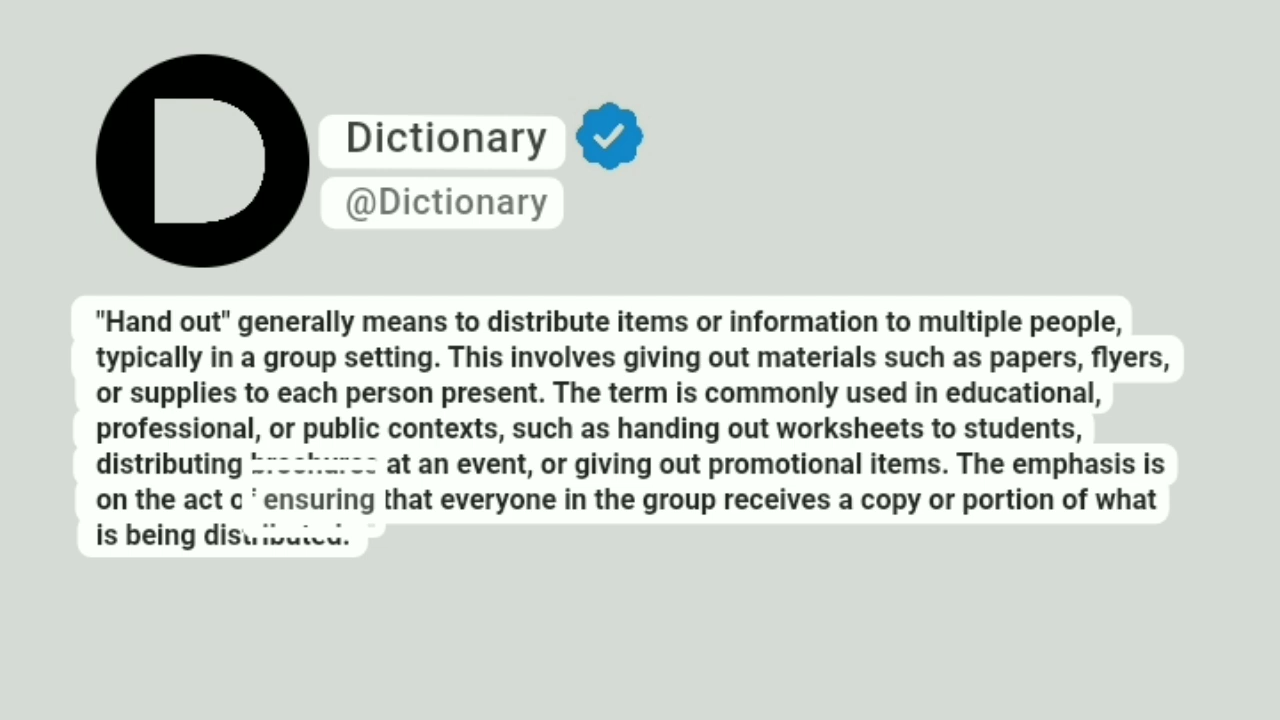 D
Dictionary
@Dictionary
"Hand out" generally means to distribute items or information to multiple people,
typically in a group setting. This involves giving out materials such as papers, flyers,
or supplies to each person present. The term is commonly used in educational,
professional, or public contexts, such as handing out worksheets to students,
distributing at an event, or giving out promotional items. The emphasis is
on the act ensuring that everyone in the group receives a copy or portion of what
is being distributed.